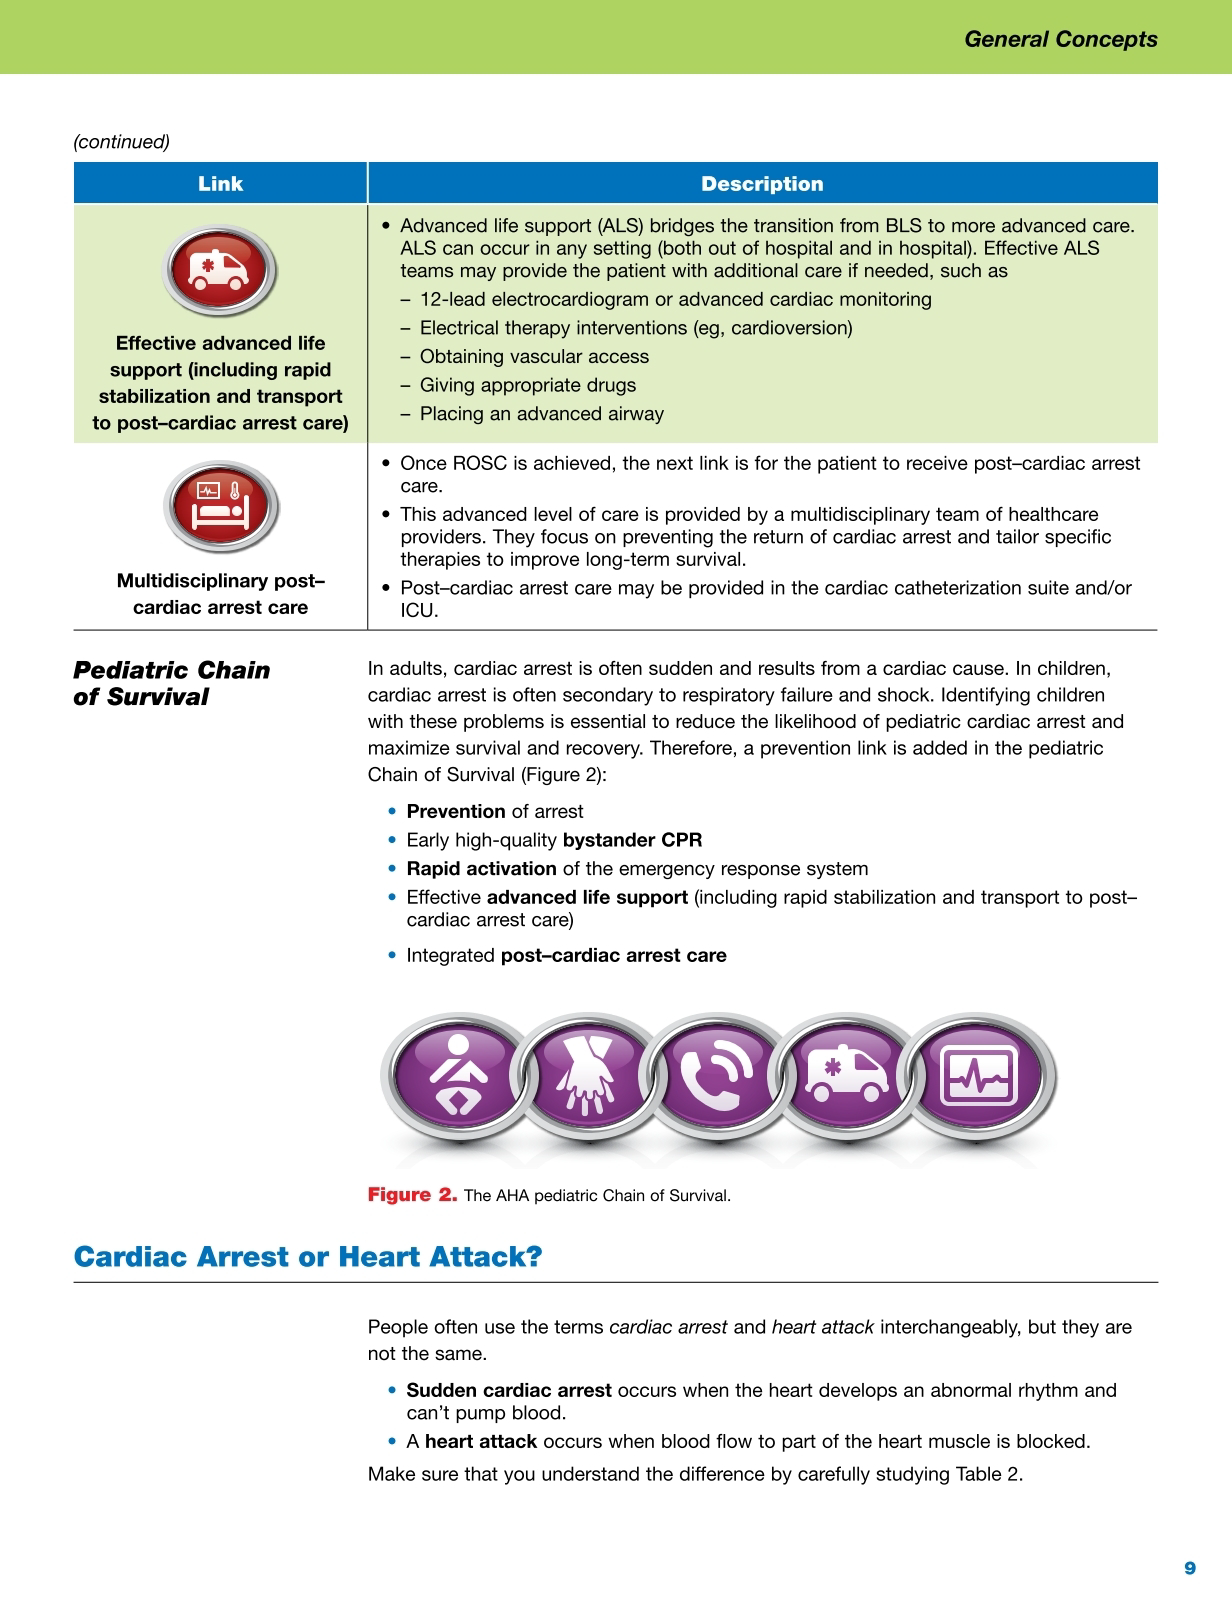 General Concepts
(continued)
Link
Description
Effective advanced life
support (including rapid
stabilization and transport
to post–cardiac arrest care)
• Advanced life support (ALS) bridges the transition from BLS to more advanced care.
ALS can occur in any setting (both out of hospital and in hospital). Effective ALS
teams may provide the patient with additional care if needed, such as
– 12-lead electrocardiogram or advanced cardiac monitoring
– Electrical therapy interventions (eg, cardioversion)
– Obtaining vascular access
– Giving appropriate drugs
– Placing an advanced airway
Multidisciplinary post–
cardiac arrest care
• Once ROSC is achieved, the next link is for the patient to receive post–cardiac arrest
care.
• This advanced level of care is provided by a multidisciplinary team of healthcare
providers. They focus on preventing the return of cardiac arrest and tailor specific
therapies to improve long-term survival.
• Post–cardiac arrest care may be provided in the cardiac catheterization suite and/or
ICU.
Pediatric Chain
of Survival
In adults, cardiac arrest is often sudden and results from a cardiac cause. In children,
cardiac arrest is often secondary to respiratory failure and shock. Identifying children
with these problems is essential to reduce the likelihood of pediatric cardiac arrest and
maximize survival and recovery. Therefore, a prevention link is added in the pediatric
Chain of Survival (Figure 2):
• Prevention of arrest
• Early high-quality bystander CPR
• Rapid activation of the emergency response system
• Effective advanced life support (including rapid stabilization and transport to post–
cardiac arrest care)
• Integrated post–cardiac arrest care
Figure 2. The AHA pediatric Chain of Survival.
Cardiac Arrest or Heart Attack?
People often use the terms cardiac arrest and heart attack interchangeably, but they are
not the same.
• Sudden cardiac arrest occurs when the heart develops an abnormal rhythm and
can’t pump blood.
• A heart attack occurs when blood flow to part of the heart muscle is blocked.
Make sure that you understand the difference by carefully studying Table 2.
9